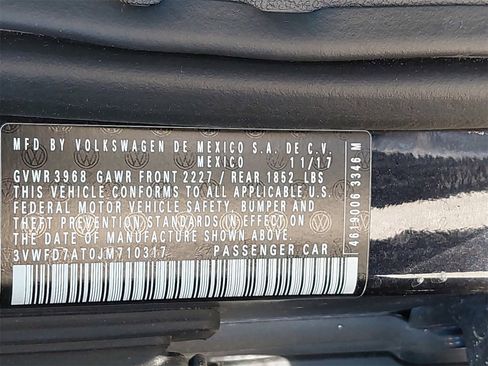 MFD BY VOLKSWAGEN DE MEXICO S.A. DE C.V.
MEXICO 11/17
GVWR3968 GAWR FRONT 2227 / REAR 1852 LBS
THIS VEHICLE CONFORMS TO ALL APPLICABLE U.S.
FEDERAL MOTOR VEHICLE SAFETY, BUMPER AND
THEFT PREVENTION STANDARDS IN EFFECT ON THE
DATE OF MANUFACTURE SHOWN ABOVE.
3VWFD7AT0JM710317 PASSENGER CAR
4619006 3346 M